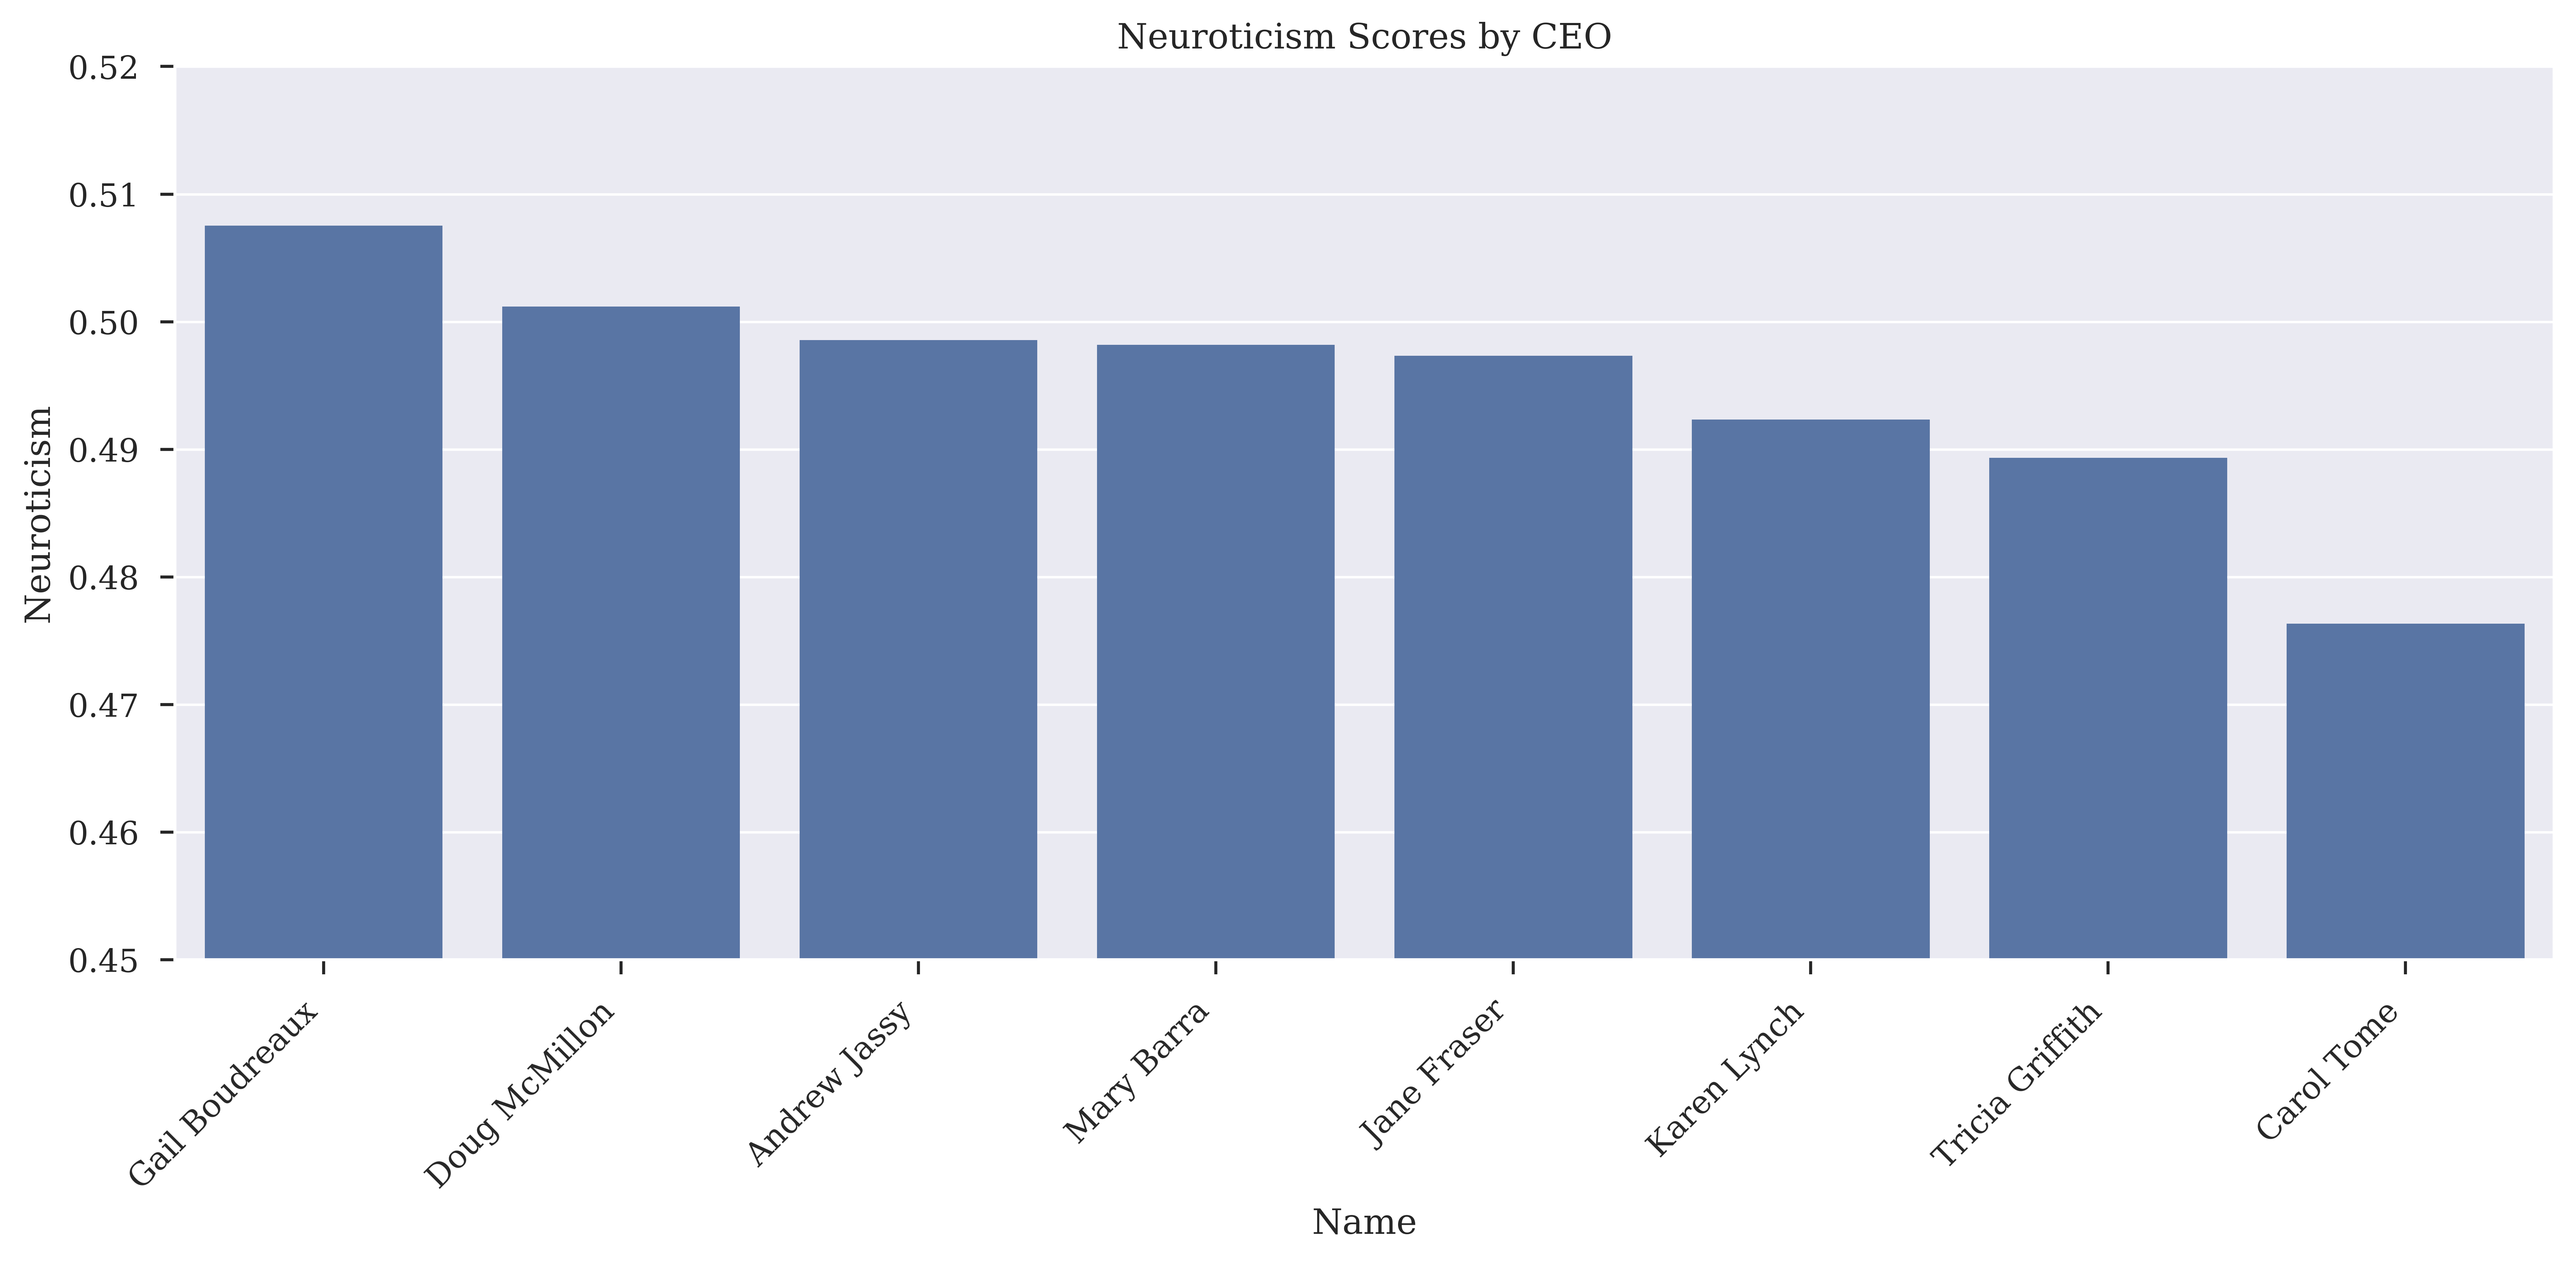 Neuroticism Scores by CEO
0.52
0.51
0.50
0.49
0.48
0.47
0.46
0.45
Neuroticism
Gail Boudreaux
Doug McMillon
Andrew Jassy
Mary Barra
Jane Fraser
Karen Lynch
Tricia Griffith
Carol Tome
Name